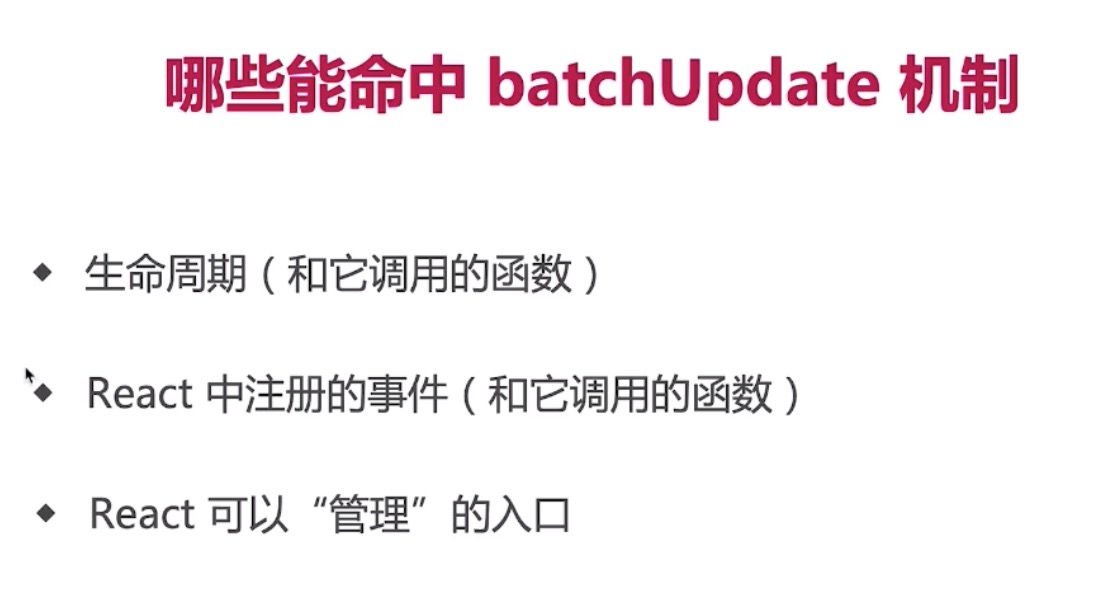 哪些能命中 batchUpdate 机制
◆ 生命周期（和它调用的函数）
◆ React 中注册的事件（和它调用的函数）
◆ React 可以“管理”的入口